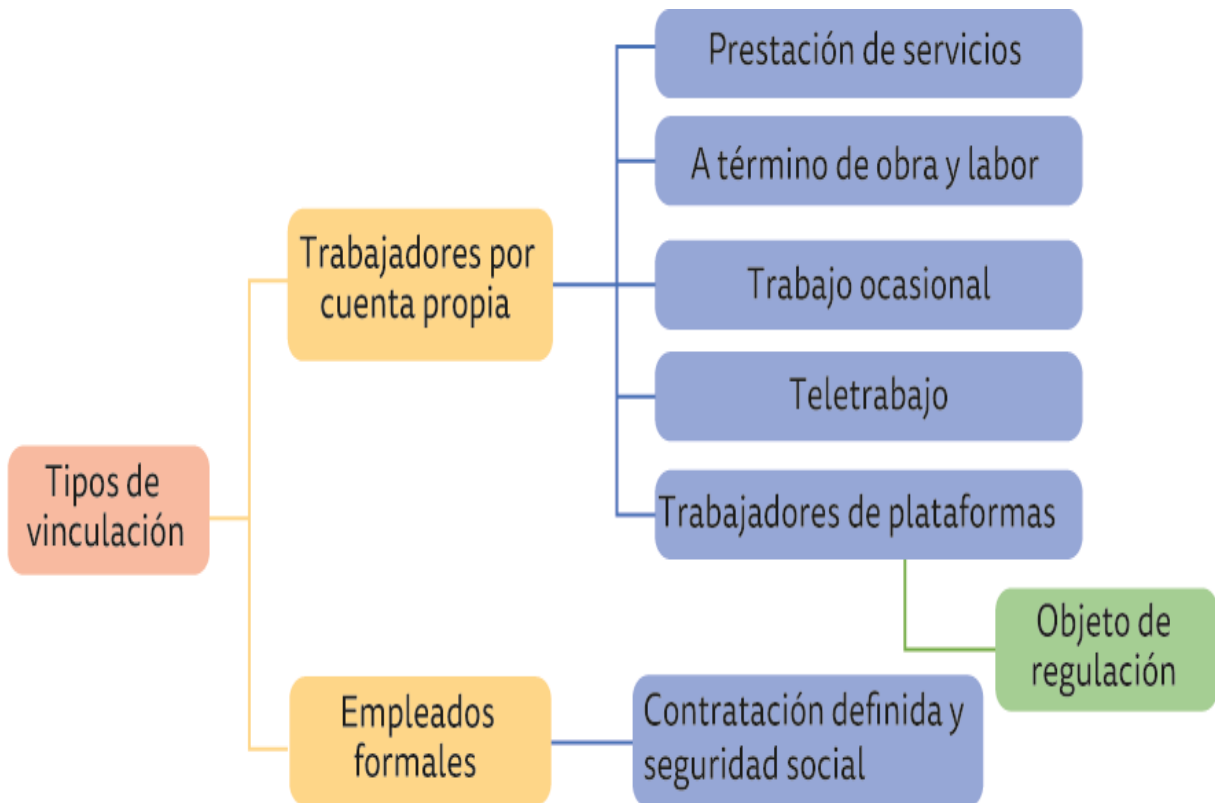 Prestación de servicios
A término de obra y labor
Trabajadores por
cuenta propia
Trabajo ocasional
Teletrabajo
Tipos de
vinculación
Trabajadores de plataformas
Objeto de
regulación
Empleados
formales
Contratación definida y
seguridad social